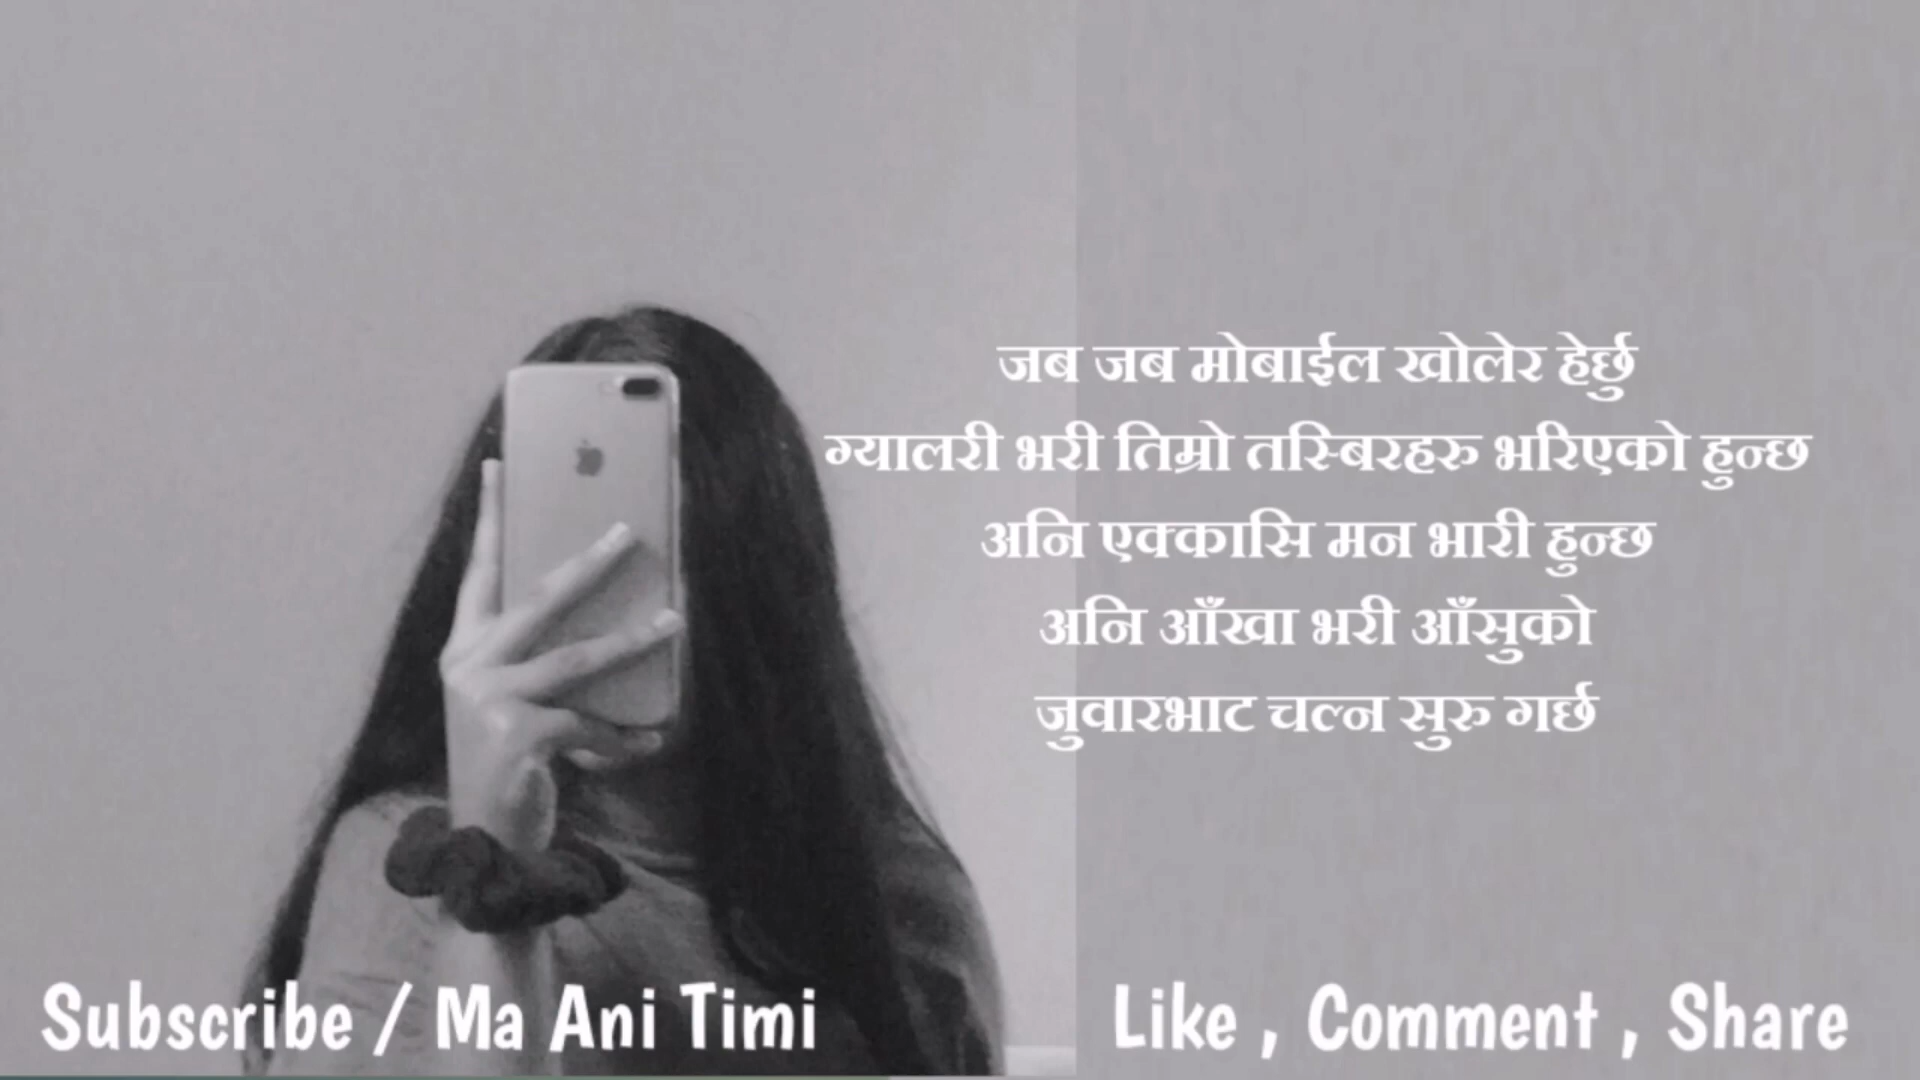 जब जब मोबाईल खोलेर हेर्छु
ग्यालरी भरी तिम्रो तस्बिरहरु भरिएको हुन्छ
अनि एक्कासि मन भारी हुन्छ
अनि आँखा भरी आँसुको
जुवारभाट चल्न सुरु गर्छ
Subscribe / Ma Ani Timi
Like , Comment , Share